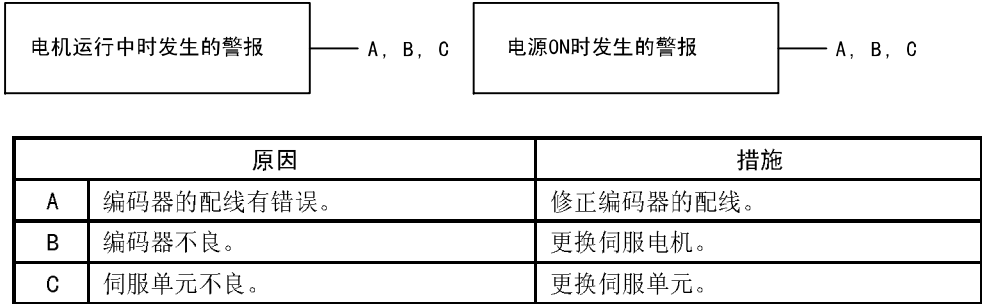 电机运行中时发生的警报 A, B, C 电源ON时发生的警报 A, B, C
原因 措施
A 编码器的配线有错误。 修正编码器的配线。
B 编码器不良。 更换伺服电机。
C 伺服单元不良。 更换伺服单元。